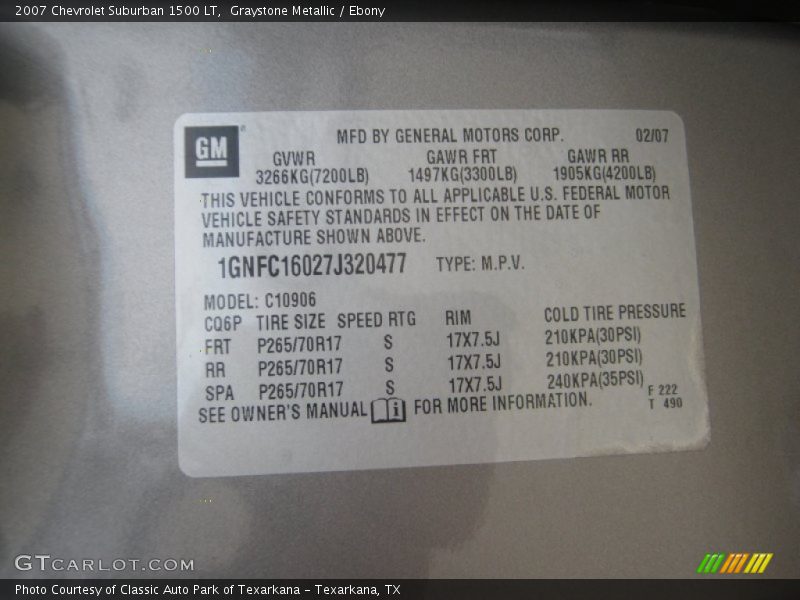 2007 Chevrolet Suburban 1500 LT,  Graystone Metallic / Ebony
GM
MFD BY GENERAL MOTORS CORP. 02/07
GVWR GAWR FRT GAWR RR
3266KG(7200LB) 1497KG(3300LB) 1905KG(4200LB)
THIS VEHICLE CONFORMS TO ALL APPLICABLE U.S. FEDERAL MOTOR
VEHICLE SAFETY STANDARDS IN EFFECT ON THE DATE OF
MANUFACTURE SHOWN ABOVE.
1GNFC16027J320477 TYPE: M.P.V.
MODEL: C10906
CQ6P TIRE SIZE SPEED RTG RIM COLD TIRE PRESSURE
FRT P265/70R17 S 17X7.5J 210KPA(30PSI)
RR P265/70R17 S 17X7.5J 210KPA(30PSI)
SPA P265/70R17 S 17X7.5J 240KPA(35PSI)
F 222
SEE OWNER'S MANUAL i FOR MORE INFORMATION. T 490
GTCARLOT.COM
Photo Courtesy of Classic Auto Park of Texarkana – Texarkana, TX